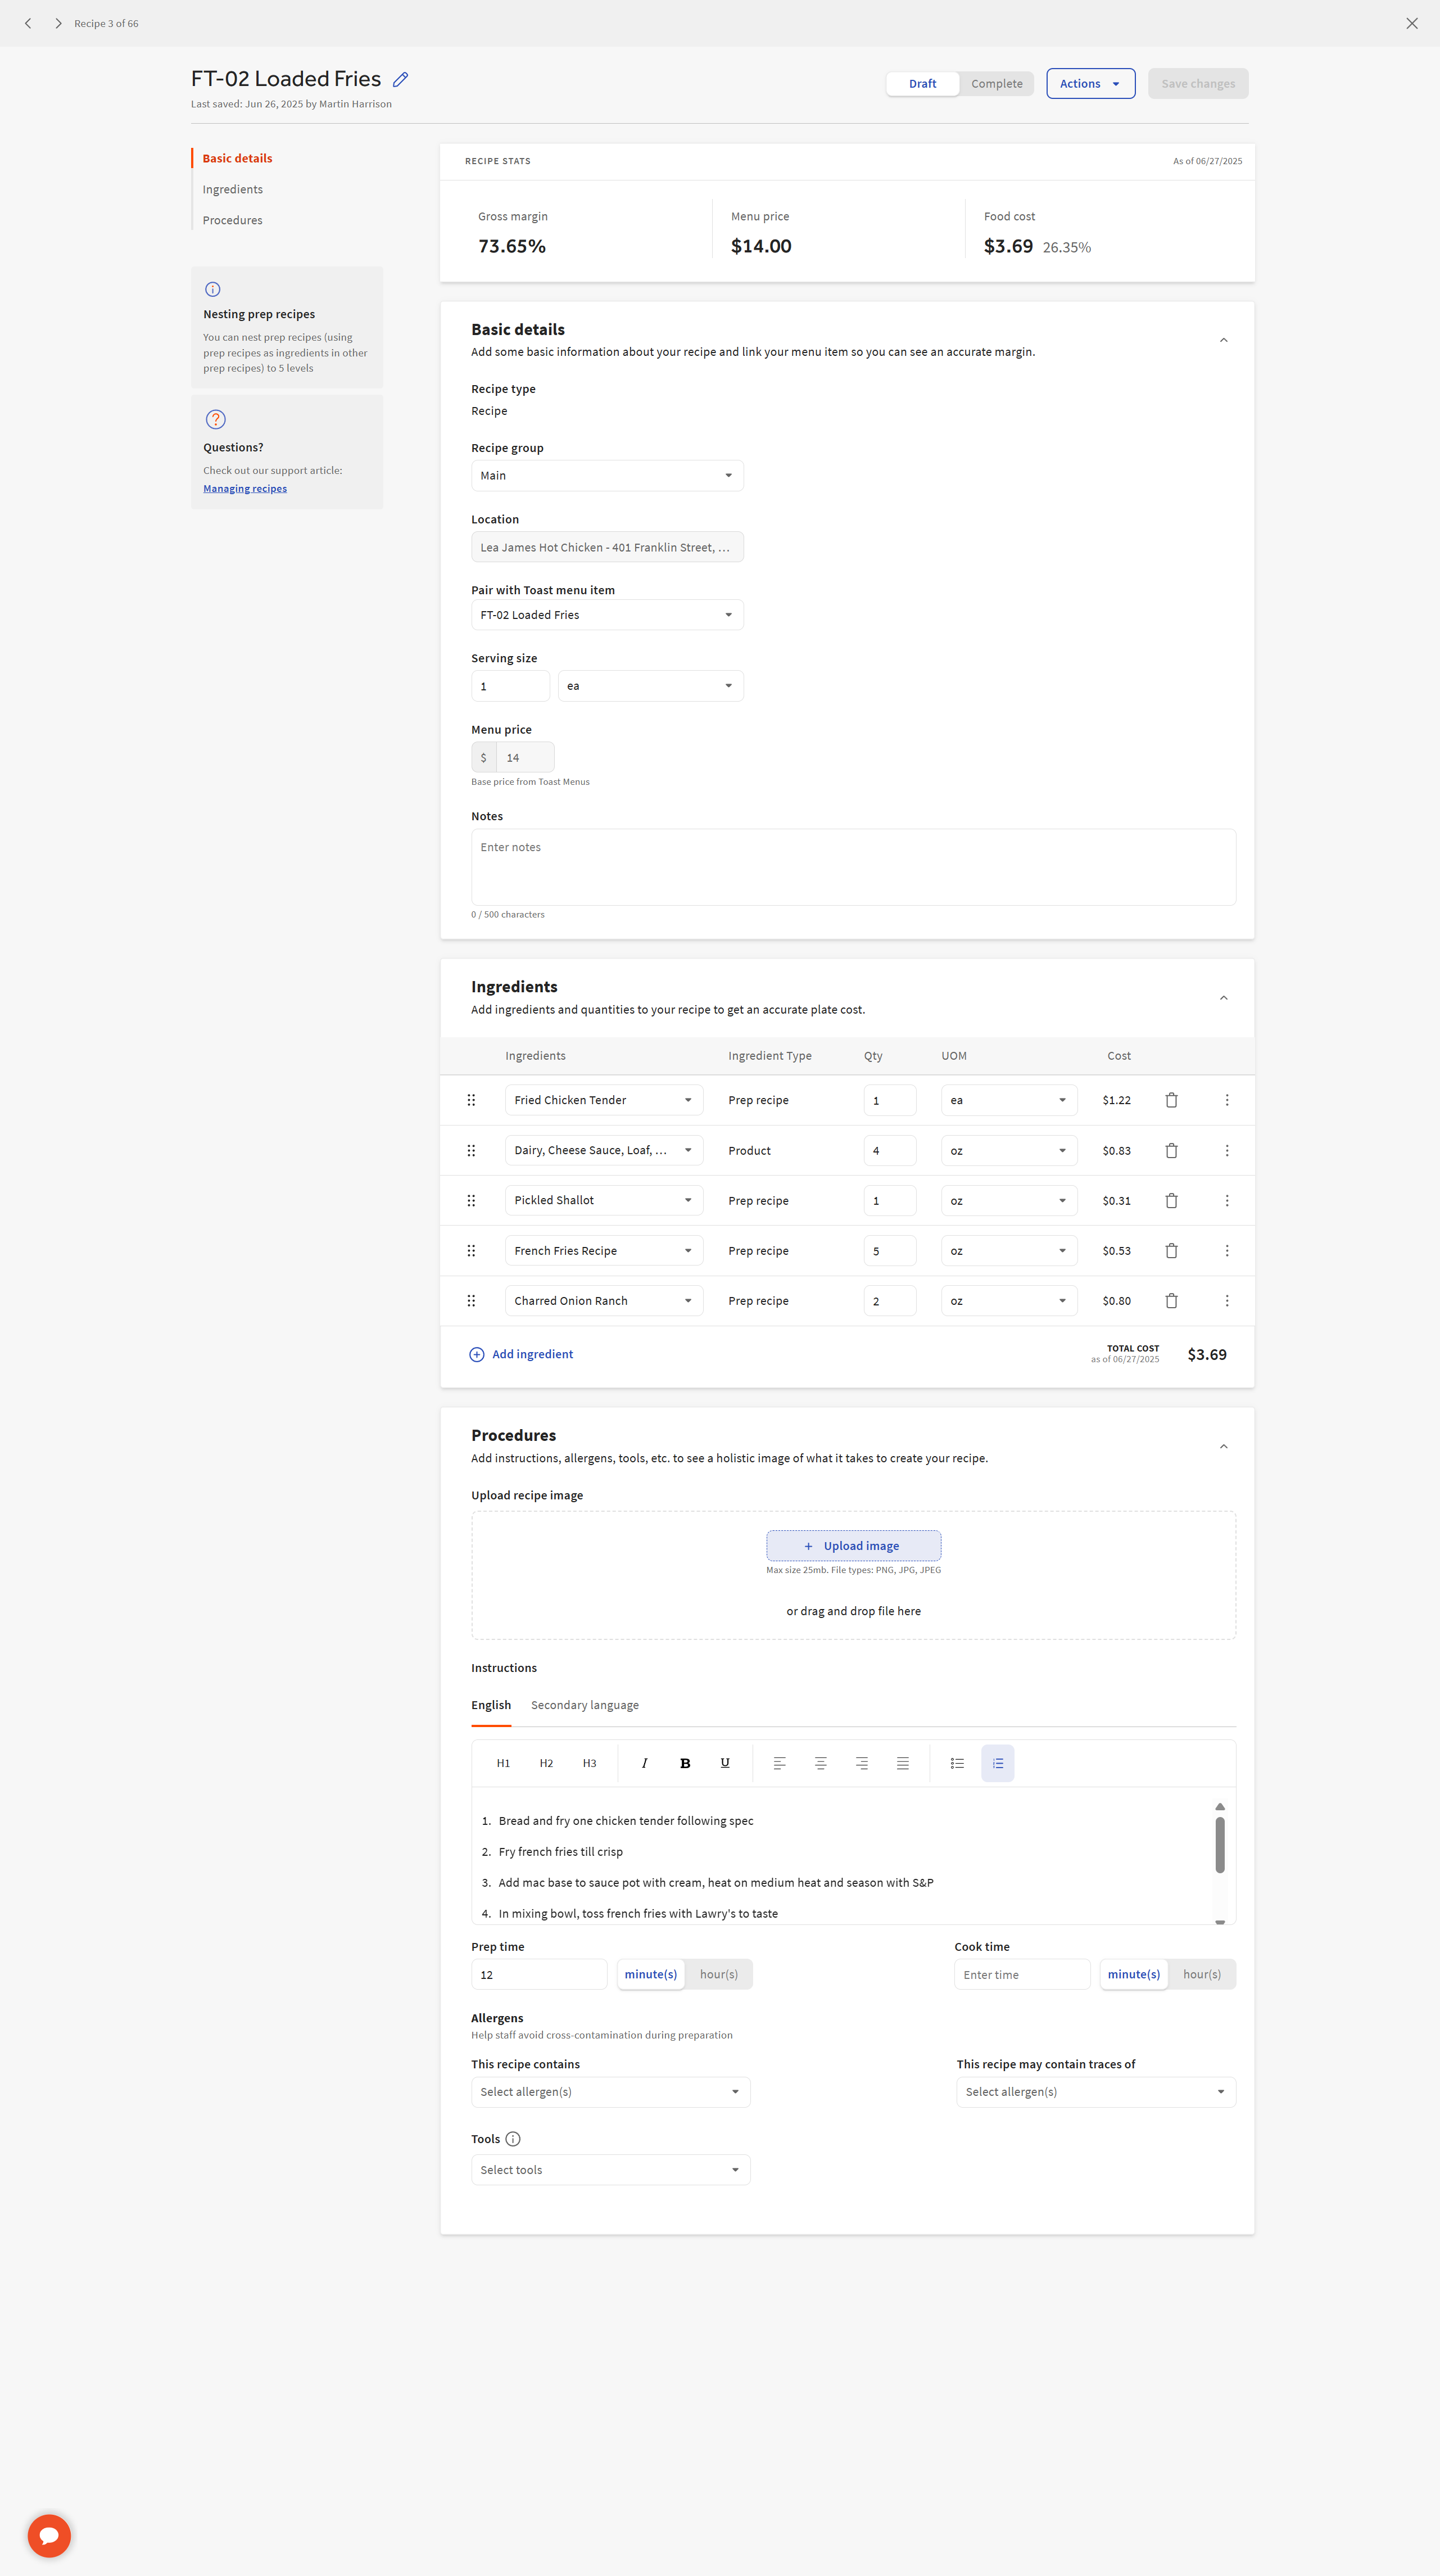 Recipe 3 of 66
FT-02 Loaded Fries
Last saved: Jun 26, 2025 by Martin Harrison
Draft Complete Actions Save changes
Basic details
Ingredients
Procedures
Nesting prep recipes
You can nest prep recipes (using
prep recipes as ingredients in other
prep recipes) to 5 levels
Questions?
Check out our support article:
Managing recipes
RECIPE STATS As of 06/27/2025
Gross margin Menu price Food cost
73.65% $14.00 $3.69 26.35%
Basic details
Add some basic information about your recipe and link your menu item so you can see an accurate margin.
Recipe type
Recipe
Recipe group
Main
Location
Lea James Hot Chicken - 401 Franklin Street, ...
Pair with Toast menu item
FT-02 Loaded Fries
Serving size
1 ea
Menu price
$ 14
Base price from Toast Menus
Notes
Enter notes
0 / 500 characters
Ingredients
Add ingredients and quantities to your recipe to get an accurate plate cost.
Ingredients Ingredient Type Qty UOM Cost
Fried Chicken Tender Prep recipe 1 ea $1.22
Dairy, Cheese Sauce, Loaf, ... Product 4 oz $0.83
Pickled Shallot Prep recipe 1 oz $0.31
French Fries Recipe Prep recipe 5 oz $0.53
Charred Onion Ranch Prep recipe 2 oz $0.80
Add ingredient
TOTAL COST
as of 06/27/2025
$3.69
Procedures
Add instructions, allergens, tools, etc. to see a holistic image of what it takes to create your recipe.
Upload recipe image
+ Upload image
Max size 25mb. File types: PNG, JPG, JPEG
or drag and drop file here
Instructions
English Secondary language
H1 H2 H3 I B U
1. Bread and fry one chicken tender following spec
2. Fry french fries till crisp
3. Add mac base to sauce pot with cream, heat on medium heat and season with S&P
4. In mixing bowl, toss french fries with Lawry's to taste
Prep time Cook time
12 minute(s) hour(s) Enter time minute(s) hour(s)
Allergens
Help staff avoid cross-contamination during preparation
This recipe contains This recipe may contain traces of
Select allergen(s) Select allergen(s)
Tools
Select tools